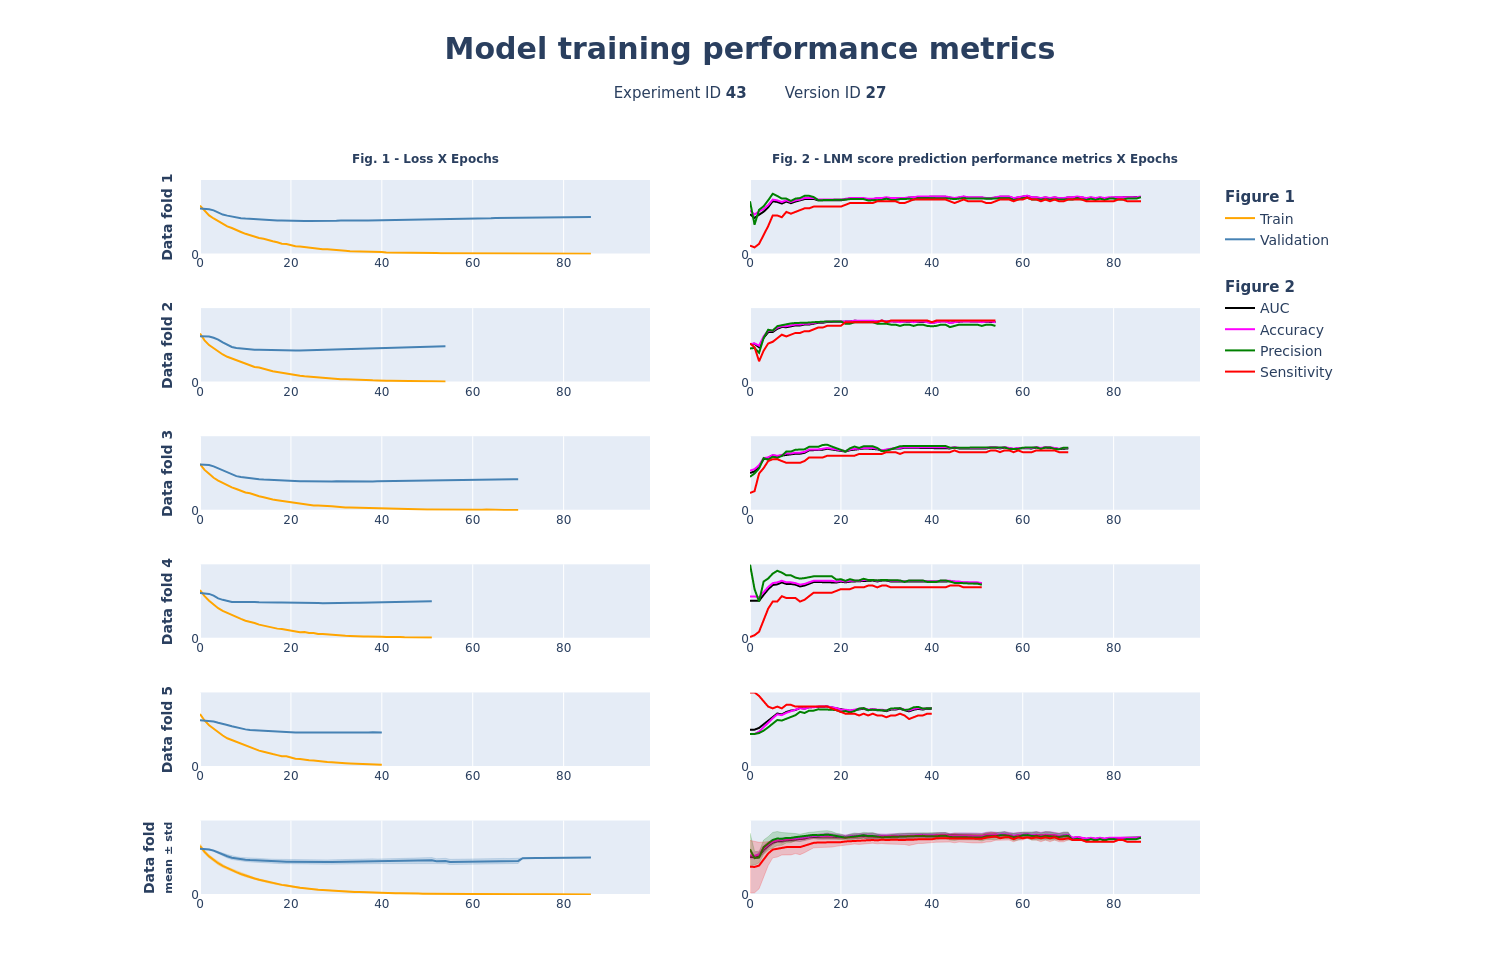 Model training performance metrics
Experiment ID 43 Version ID 27
Fig. 1 - Loss X Epochs
Fig. 2 - LNM score prediction performance metrics X Epochs
Data fold 1
0
0 20 40 60 80
0
0 20 40 60 80
Figure 1
Train
Validation
Figure 2
AUC
Accuracy
Precision
Sensitivity
Data fold 2
0
0 20 40 60 80
0
0 20 40 60 80
Data fold 3
0
0 20 40 60 80
0
0 20 40 60 80
Data fold 4
0
0 20 40 60 80
0
0 20 40 60 80
Data fold 5
0
0 20 40 60 80
0
0 20 40 60 80
Data fold
mean ± std
0
0 20 40 60 80
0
0 20 40 60 80